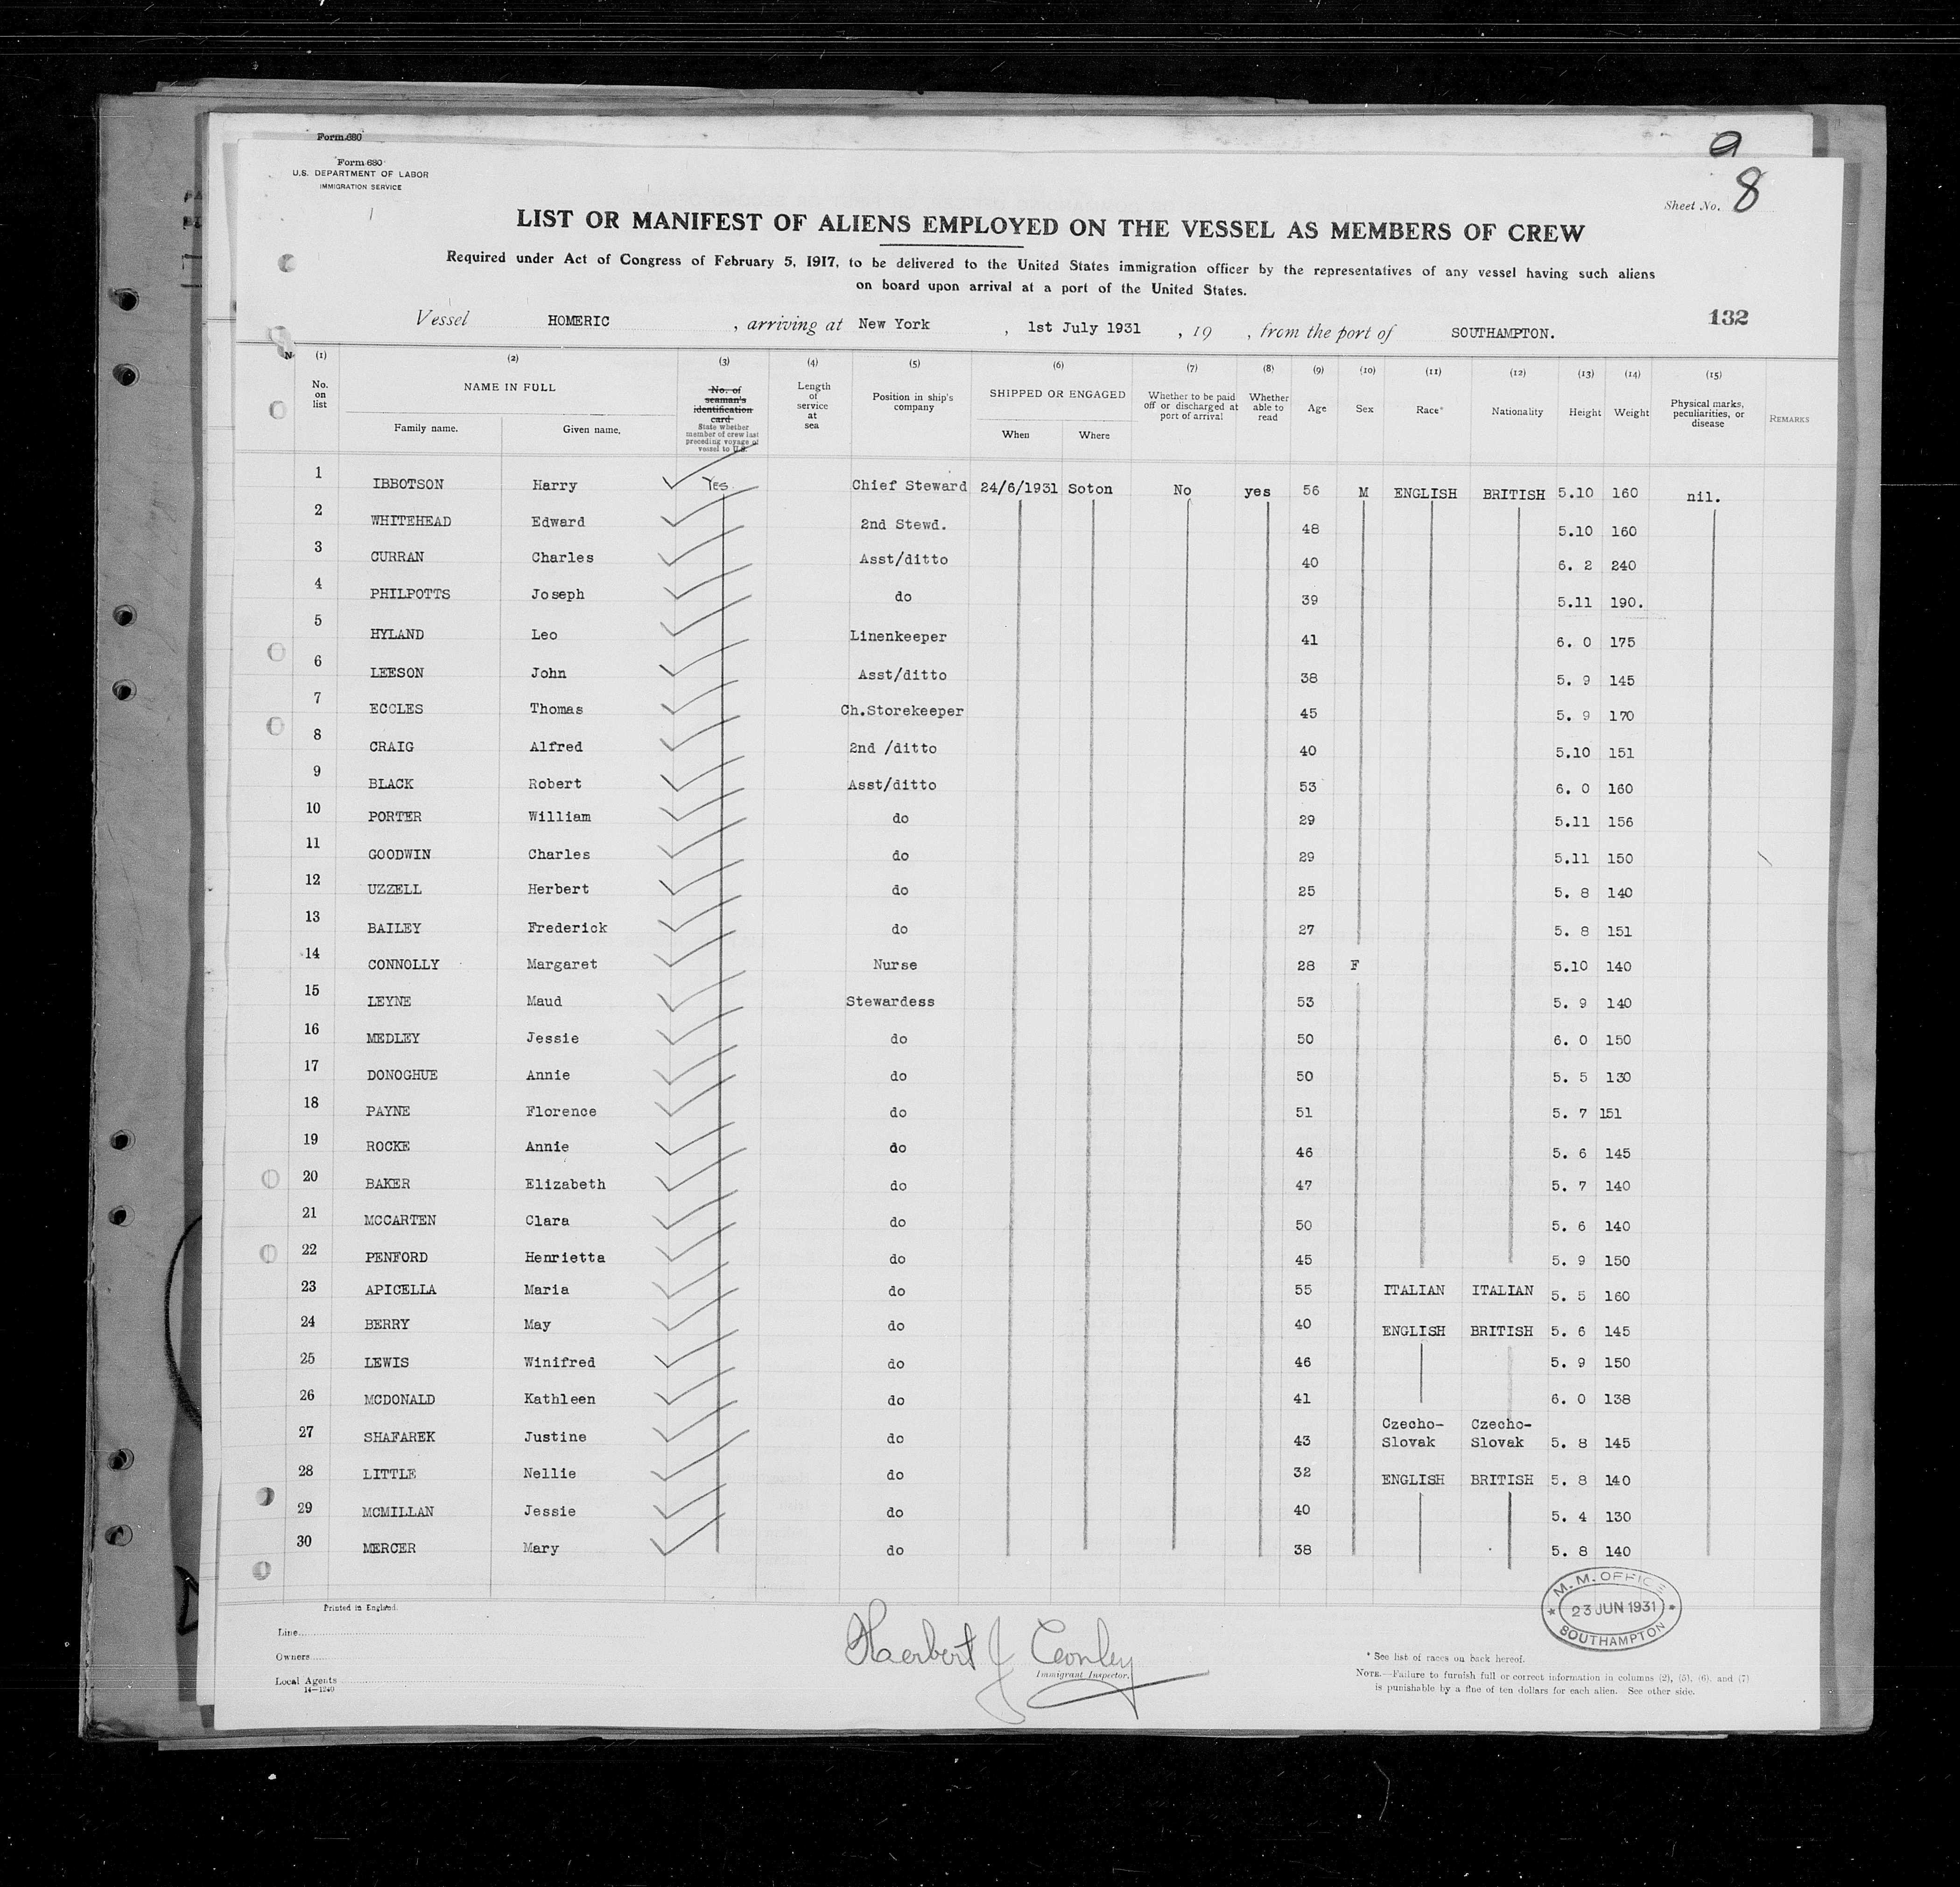 Form 680
Form 680
U.S. DEPARTMENT OF LABOR
IMMIGRATION SERVICE
9
Sheet No. 8
LIST OR MANIFEST OF ALIENS EMPLOYED ON THE VESSEL AS MEMBERS OF CREW
Required under Act of Congress of February 5, 1917, to be delivered to the United States immigration officer by the representatives of any vessel having such aliens
on board upon arrival at a port of the United States.
132
Vessel HOMERIC , arriving at New York , 1st July 1931 , 19 , from the port of SOUTHAMPTON.
(1) (2) (3) (4) (5) (6) (7) (8) (9) (10) (11) (12) (13) (14) (15)
No. on list
NAME IN FULL
Family name. Given name.
No. of seaman's identification card
State whether member of crew last preceding voyage of vessel to U.S.
Length of service at sea
Position in ship's company
SHIPPED OR ENGAGED
When Where
Whether to be paid off or discharged at port of arrival
Whether able to read
Age
Sex
Race*
Nationality
Height
Weight
Physical marks, peculiarities, or disease
REMARKS
1 IBBOTSON Harry Yes Chief Steward 24/6/1931 Soton No yes 56 M ENGLISH BRITISH 5.10 160 nil.
2 WHITEHEAD Edward 2nd Stewd. 48 5.10 160
3 CURRAN Charles Asst/ditto 40 6. 2 240
4 PHILPOTTS Joseph do 39 5.11 190.
5 HYLAND Leo Linenkeeper 41 6. 0 175
6 LEESON John Asst/ditto 38 5. 9 145
7 ECCLES Thomas Ch.Storekeeper 45 5. 9 170
8 CRAIG Alfred 2nd /ditto 40 5.10 151
9 BLACK Robert Asst/ditto 53 6. 0 160
10 PORTER William do 29 5.11 156
11 GOODWIN Charles do 29 5.11 150
12 UZZELL Herbert do 25 5. 8 140
13 BAILEY Frederick do 27 5. 8 151
14 CONNOLLY Margaret Nurse 28 F 5.10 140
15 LEYNE Maud Stewardess 53 5. 9 140
16 MEDLEY Jessie do 50 6. 0 150
17 DONOGHUE Annie do 50 5. 5 130
18 PAYNE Florence do 51 5. 7 151
19 ROCKE Annie do 46 5. 6 145
20 BAKER Elizabeth do 47 5. 7 140
21 MCCARTEN Clara do 50 5. 6 140
22 PENFORD Henrietta do 45 5. 9 150
23 APICELLA Maria do 55 ITALIAN ITALIAN 5. 5 160
24 BERRY May do 40 ENGLISH BRITISH 5. 6 145
25 LEWIS Winifred do 46 5. 9 150
26 MCDONALD Kathleen do 41 6. 0 138
27 SHAFAREK Justine do 43 Czecho-Slovak Czecho-Slovak 5. 8 145
28 LITTLE Nellie do 32 ENGLISH BRITISH 5. 8 140
29 MCMILLAN Jessie do 40 5. 4 130
30 MERCER Mary do 38 5. 8 140
M. M. OFFICE
23 JUN 1931
SOUTHAMPTON
Printed in England.
Line
Owners
Local Agents
14-1240
Herbert J Conley
Immigrant Inspector.
* See list of races on back hereof.
NOTE.—Failure to furnish full or correct information in columns (2), (5), (6), and (7)
is punishable by a fine of ten dollars for each alien. See other side.